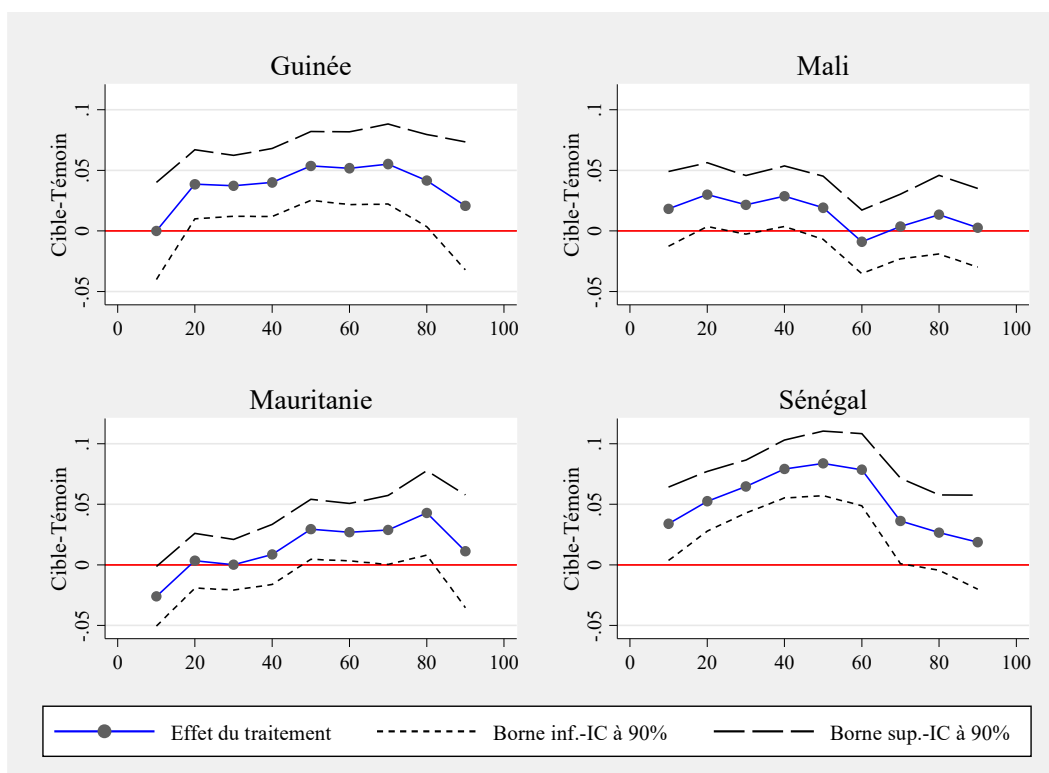 Guinée
Cible-Témoin
.1
.05
0
-.05
0 20 40 60 80 100
Mali
Cible-Témoin
.1
.05
0
-.05
0 20 40 60 80 100
Mauritanie
Cible-Témoin
.1
.05
0
-.05
0 20 40 60 80 100
Sénégal
Cible-Témoin
.1
.05
0
-.05
0 20 40 60 80 100
Effet du traitement Borne inf.-IC à 90% Borne sup.-IC à 90%